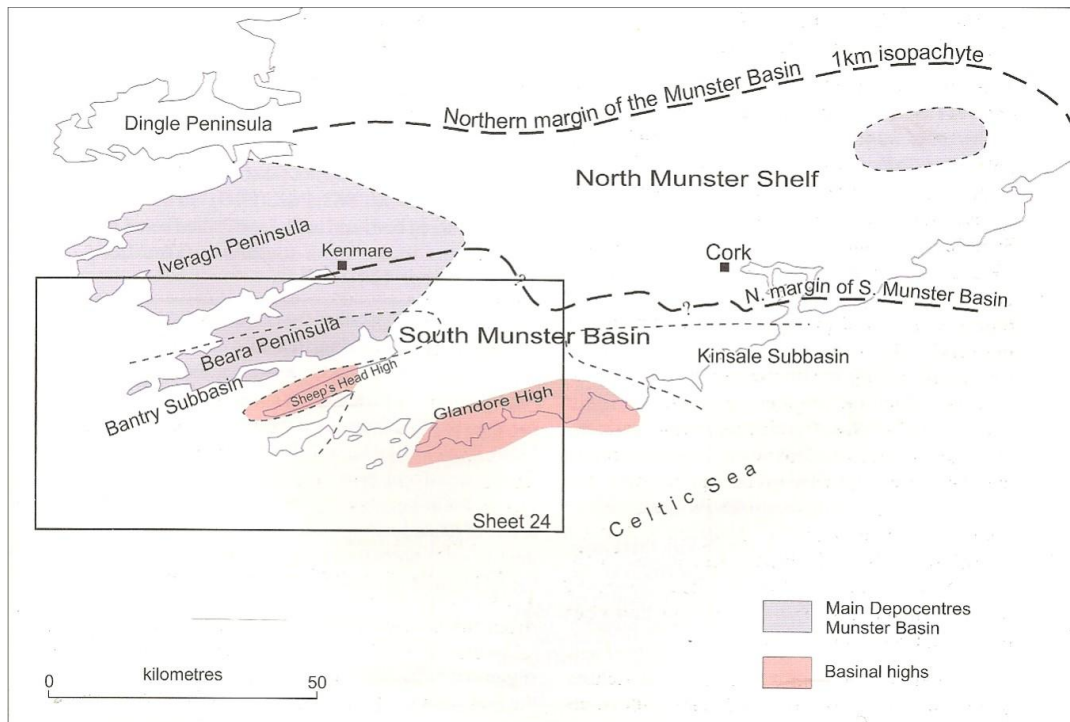 1km isopachyte
Northern margin of the Munster Basin
Dingle Peninsula
North Munster Shelf
Iveragh Peninsula
Kenmare
Cork
?
?
N. margin of S. Munster Basin
Beara Peninsula
South Munster Basin
Kinsale Subbasin
Bantry Subbasin
Sheep's Head High
Glandore High
Celtic Sea
Sheet 24
Main Depocentres
Munster Basin
Basinal highs
kilometres
0
50